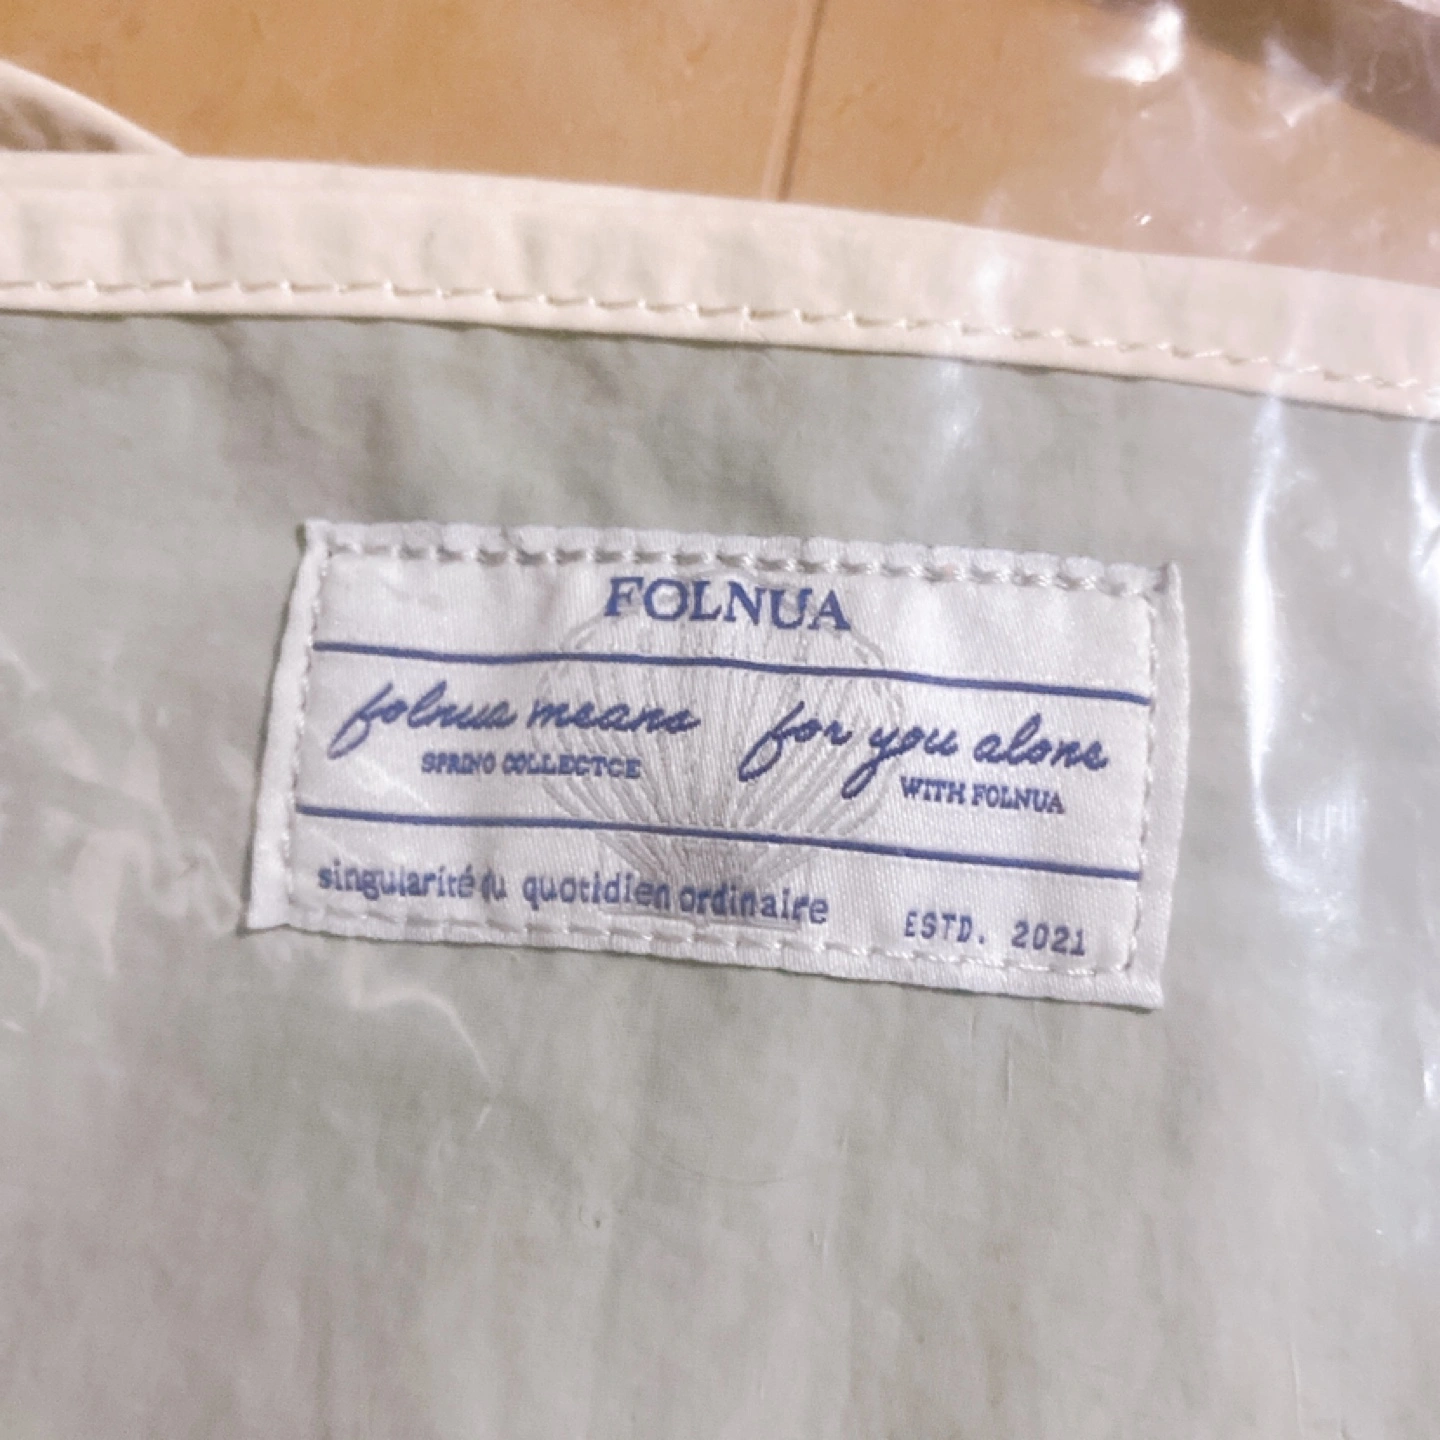 FOLNUA
folnua means for you alone
SPRING COLLECTCE WITH FOLNUA
singularité du quotidien ordinaire ESTD. 2021